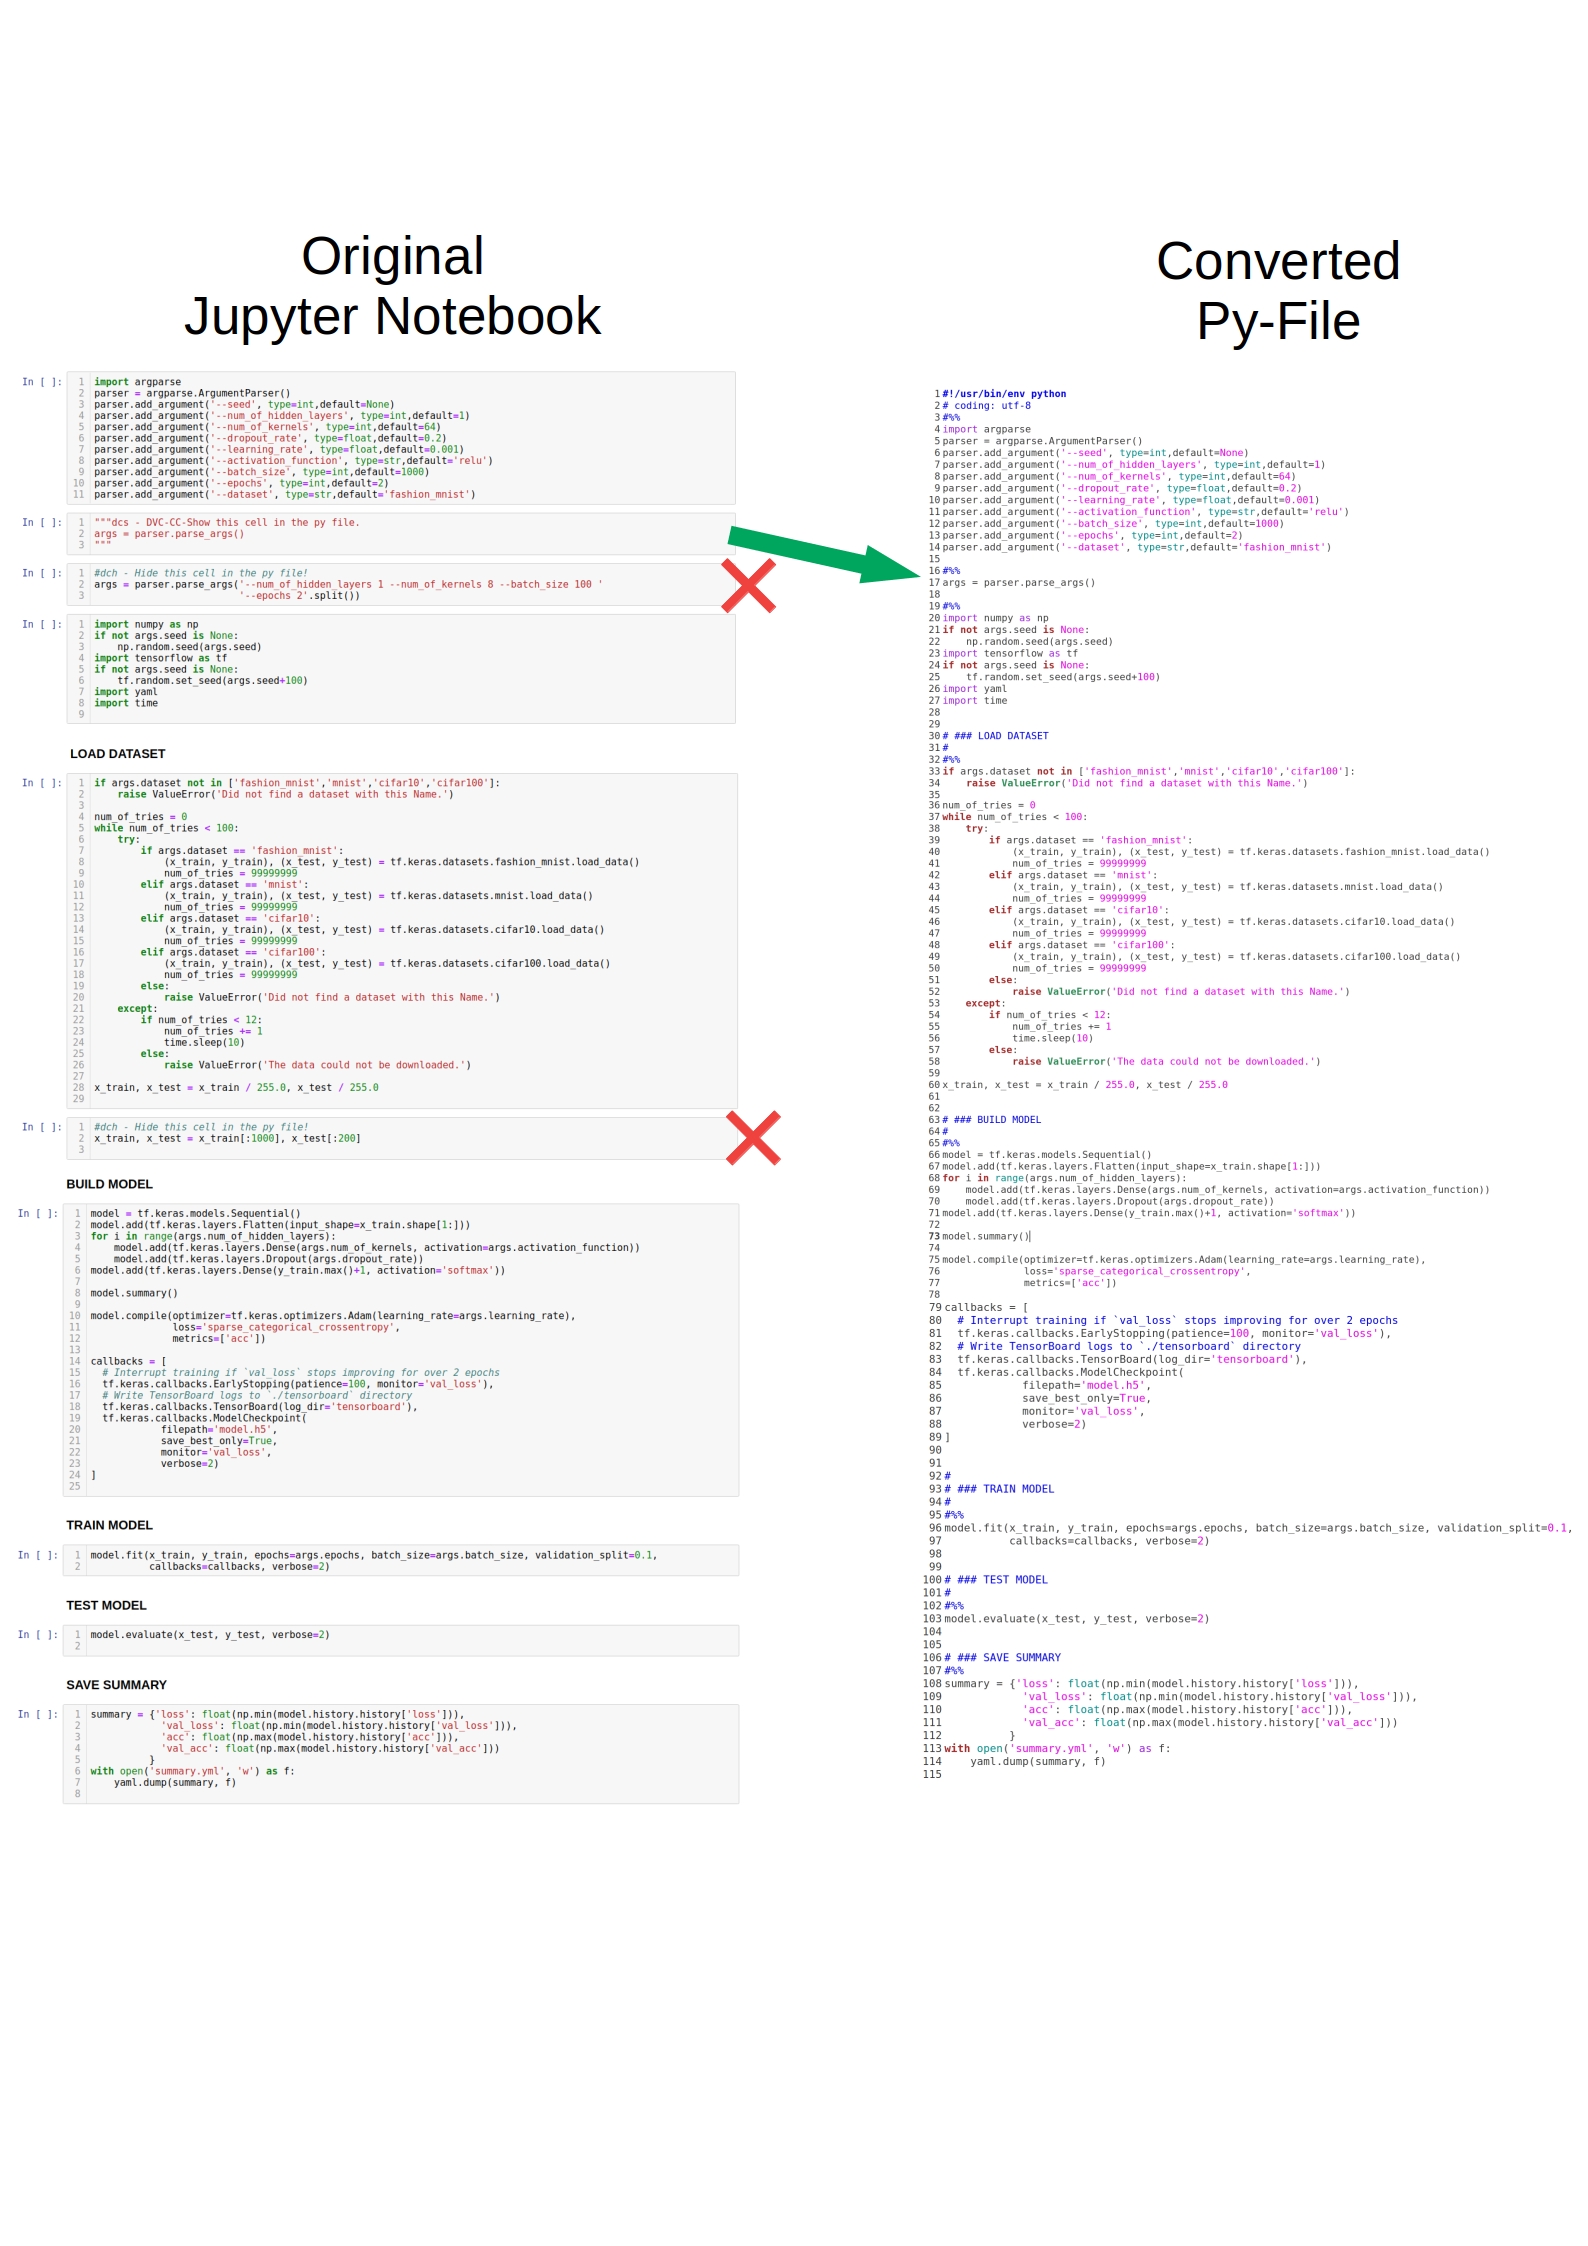 Original
Jupyter Notebook
In [ ]:
1 import argparse
2 parser = argparse.ArgumentParser()
3 parser.add_argument('--seed', type=int,default=None)
4 parser.add_argument('--num_of_hidden_layers', type=int,default=1)
5 parser.add_argument('--num_of_kernels', type=int,default=64)
6 parser.add_argument('--dropout_rate', type=float,default=0.2)
7 parser.add_argument('--learning_rate', type=float,default=0.001)
8 parser.add_argument('--activation_function', type=str,default='relu')
9 parser.add_argument('--batch_size', type=int,default=1000)
10 parser.add_argument('--epochs', type=int,default=2)
11 parser.add_argument('--dataset', type=str,default='fashion_mnist')
In [ ]:
1 """dcs - DVC-CC-Show this cell in the py file.
2 args = parser.parse_args()
3 """
In [ ]:
1 #dch - Hide this cell in the py file!
2 args = parser.parse_args('--num_of_hidden_layers 1 --num_of_kernels 8 --batch_size 100 '
3                          '--epochs 2'.split())
In [ ]:
1 import numpy as np
2 if not args.seed is None:
3     np.random.seed(args.seed)
4 import tensorflow as tf
5 if not args.seed is None:
6     tf.random.set_seed(args.seed+100)
7 import yaml
8 import time
9
LOAD DATASET
In [ ]:
1 if args.dataset not in ['fashion_mnist','mnist','cifar10','cifar100']:
2     raise ValueError('Did not find a dataset with this Name.')
3
4 num_of_tries = 0
5 while num_of_tries < 100:
6     try:
7         if args.dataset == 'fashion_mnist':
8             (x_train, y_train), (x_test, y_test) = tf.keras.datasets.fashion_mnist.load_data()
9             num_of_tries = 99999999
10         elif args.dataset == 'mnist':
11             (x_train, y_train), (x_test, y_test) = tf.keras.datasets.mnist.load_data()
12             num_of_tries = 99999999
13         elif args.dataset == 'cifar10':
14             (x_train, y_train), (x_test, y_test) = tf.keras.datasets.cifar10.load_data()
15             num_of_tries = 99999999
16         elif args.dataset == 'cifar100':
17             (x_train, y_train), (x_test, y_test) = tf.keras.datasets.cifar100.load_data()
18             num_of_tries = 99999999
19         else:
20             raise ValueError('Did not find a dataset with this Name.')
21     except:
22         if num_of_tries < 12:
23             num_of_tries += 1
24             time.sleep(10)
25         else:
26             raise ValueError('The data could not be downloaded.')
27
28 x_train, x_test = x_train / 255.0, x_test / 255.0
29
In [ ]:
1 #dch - Hide this cell in the py file!
2 x_train, x_test = x_train[:1000], x_test[:200]
3
BUILD MODEL
In [ ]:
1 model = tf.keras.models.Sequential()
2 model.add(tf.keras.layers.Flatten(input_shape=x_train.shape[1:]))
3 for i in range(args.num_of_hidden_layers):
4     model.add(tf.keras.layers.Dense(args.num_of_kernels, activation=args.activation_function))
5     model.add(tf.keras.layers.Dropout(args.dropout_rate))
6 model.add(tf.keras.layers.Dense(y_train.max()+1, activation='softmax'))
7
8 model.summary()
9
10 model.compile(optimizer=tf.keras.optimizers.Adam(learning_rate=args.learning_rate),
11               loss='sparse_categorical_crossentropy',
12               metrics=['acc'])
13
14 callbacks = [
15   # Interrupt training if `val_loss` stops improving for over 2 epochs
16   tf.keras.callbacks.EarlyStopping(patience=100, monitor='val_loss'),
17   # Write TensorBoard logs to `./tensorboard` directory
18   tf.keras.callbacks.TensorBoard(log_dir='tensorboard'),
19   tf.keras.callbacks.ModelCheckpoint(
20             filepath='model.h5',
21             save_best_only=True,
22             monitor='val_loss',
23             verbose=2)
24 ]
25
TRAIN MODEL
In [ ]:
1 model.fit(x_train, y_train, epochs=args.epochs, batch_size=args.batch_size, validation_split=0.1,
2           callbacks=callbacks, verbose=2)
TEST MODEL
In [ ]:
1 model.evaluate(x_test, y_test, verbose=2)
2
SAVE SUMMARY
In [ ]:
1 summary = {'loss': float(np.min(model.history.history['loss'])),
2             'val_loss': float(np.min(model.history.history['val_loss'])),
3             'acc': float(np.max(model.history.history['acc'])),
4             'val_acc': float(np.max(model.history.history['val_acc']))
5           }
6 with open('summary.yml', 'w') as f:
7     yaml.dump(summary, f)
8
Converted
Py-File
1 #!/usr/bin/env python
2 # coding: utf-8
3 #%%
4 import argparse
5 parser = argparse.ArgumentParser()
6 parser.add_argument('--seed', type=int,default=None)
7 parser.add_argument('--num_of_hidden_layers', type=int,default=1)
8 parser.add_argument('--num_of_kernels', type=int,default=64)
9 parser.add_argument('--dropout_rate', type=float,default=0.2)
10 parser.add_argument('--learning_rate', type=float,default=0.001)
11 parser.add_argument('--activation_function', type=str,default='relu')
12 parser.add_argument('--batch_size', type=int,default=1000)
13 parser.add_argument('--epochs', type=int,default=2)
14 parser.add_argument('--dataset', type=str,default='fashion_mnist')
15
16 #%%
17 args = parser.parse_args()
18
19 #%%
20 import numpy as np
21 if not args.seed is None:
22     np.random.seed(args.seed)
23 import tensorflow as tf
24 if not args.seed is None:
25     tf.random.set_seed(args.seed+100)
26 import yaml
27 import time
28
29
30 # ### LOAD DATASET
31 #
32 #%%
33 if args.dataset not in ['fashion_mnist','mnist','cifar10','cifar100']:
34     raise ValueError('Did not find a dataset with this Name.')
35
36 num_of_tries = 0
37 while num_of_tries < 100:
38     try:
39         if args.dataset == 'fashion_mnist':
40             (x_train, y_train), (x_test, y_test) = tf.keras.datasets.fashion_mnist.load_data()
41             num_of_tries = 99999999
42         elif args.dataset == 'mnist':
43             (x_train, y_train), (x_test, y_test) = tf.keras.datasets.mnist.load_data()
44             num_of_tries = 99999999
45         elif args.dataset == 'cifar10':
46             (x_train, y_train), (x_test, y_test) = tf.keras.datasets.cifar10.load_data()
47             num_of_tries = 99999999
48         elif args.dataset == 'cifar100':
49             (x_train, y_train), (x_test, y_test) = tf.keras.datasets.cifar100.load_data()
50             num_of_tries = 99999999
51         else:
52             raise ValueError('Did not find a dataset with this Name.')
53     except:
54         if num_of_tries < 12:
55             num_of_tries += 1
56             time.sleep(10)
57         else:
58             raise ValueError('The data could not be downloaded.')
59
60 x_train, x_test = x_train / 255.0, x_test / 255.0
61
62
63 # ### BUILD MODEL
64 #
65 #%%
66 model = tf.keras.models.Sequential()
67 model.add(tf.keras.layers.Flatten(input_shape=x_train.shape[1:]))
68 for i in range(args.num_of_hidden_layers):
69     model.add(tf.keras.layers.Dense(args.num_of_kernels, activation=args.activation_function))
70     model.add(tf.keras.layers.Dropout(args.dropout_rate))
71 model.add(tf.keras.layers.Dense(y_train.max()+1, activation='softmax'))
72
73 model.summary()
74
75 model.compile(optimizer=tf.keras.optimizers.Adam(learning_rate=args.learning_rate),
76               loss='sparse_categorical_crossentropy',
77               metrics=['acc'])
78
79 callbacks = [
80   # Interrupt training if `val_loss` stops improving for over 2 epochs
81   tf.keras.callbacks.EarlyStopping(patience=100, monitor='val_loss'),
82   # Write TensorBoard logs to `./tensorboard` directory
83   tf.keras.callbacks.TensorBoard(log_dir='tensorboard'),
84   tf.keras.callbacks.ModelCheckpoint(
85             filepath='model.h5',
86             save_best_only=True,
87             monitor='val_loss',
88             verbose=2)
89 ]
90
91
92 #
93 # ### TRAIN MODEL
94 #
95 #%%
96 model.fit(x_train, y_train, epochs=args.epochs, batch_size=args.batch_size, validation_split=0.1,
97           callbacks=callbacks, verbose=2)
98
99
100 # ### TEST MODEL
101 #
102 #%%
103 model.evaluate(x_test, y_test, verbose=2)
104
105
106 # ### SAVE SUMMARY
107 #%%
108 summary = {'loss': float(np.min(model.history.history['loss'])),
109             'val_loss': float(np.min(model.history.history['val_loss'])),
110             'acc': float(np.max(model.history.history['acc'])),
111             'val_acc': float(np.max(model.history.history['val_acc']))
112           }
113 with open('summary.yml', 'w') as f:
114     yaml.dump(summary, f)
115